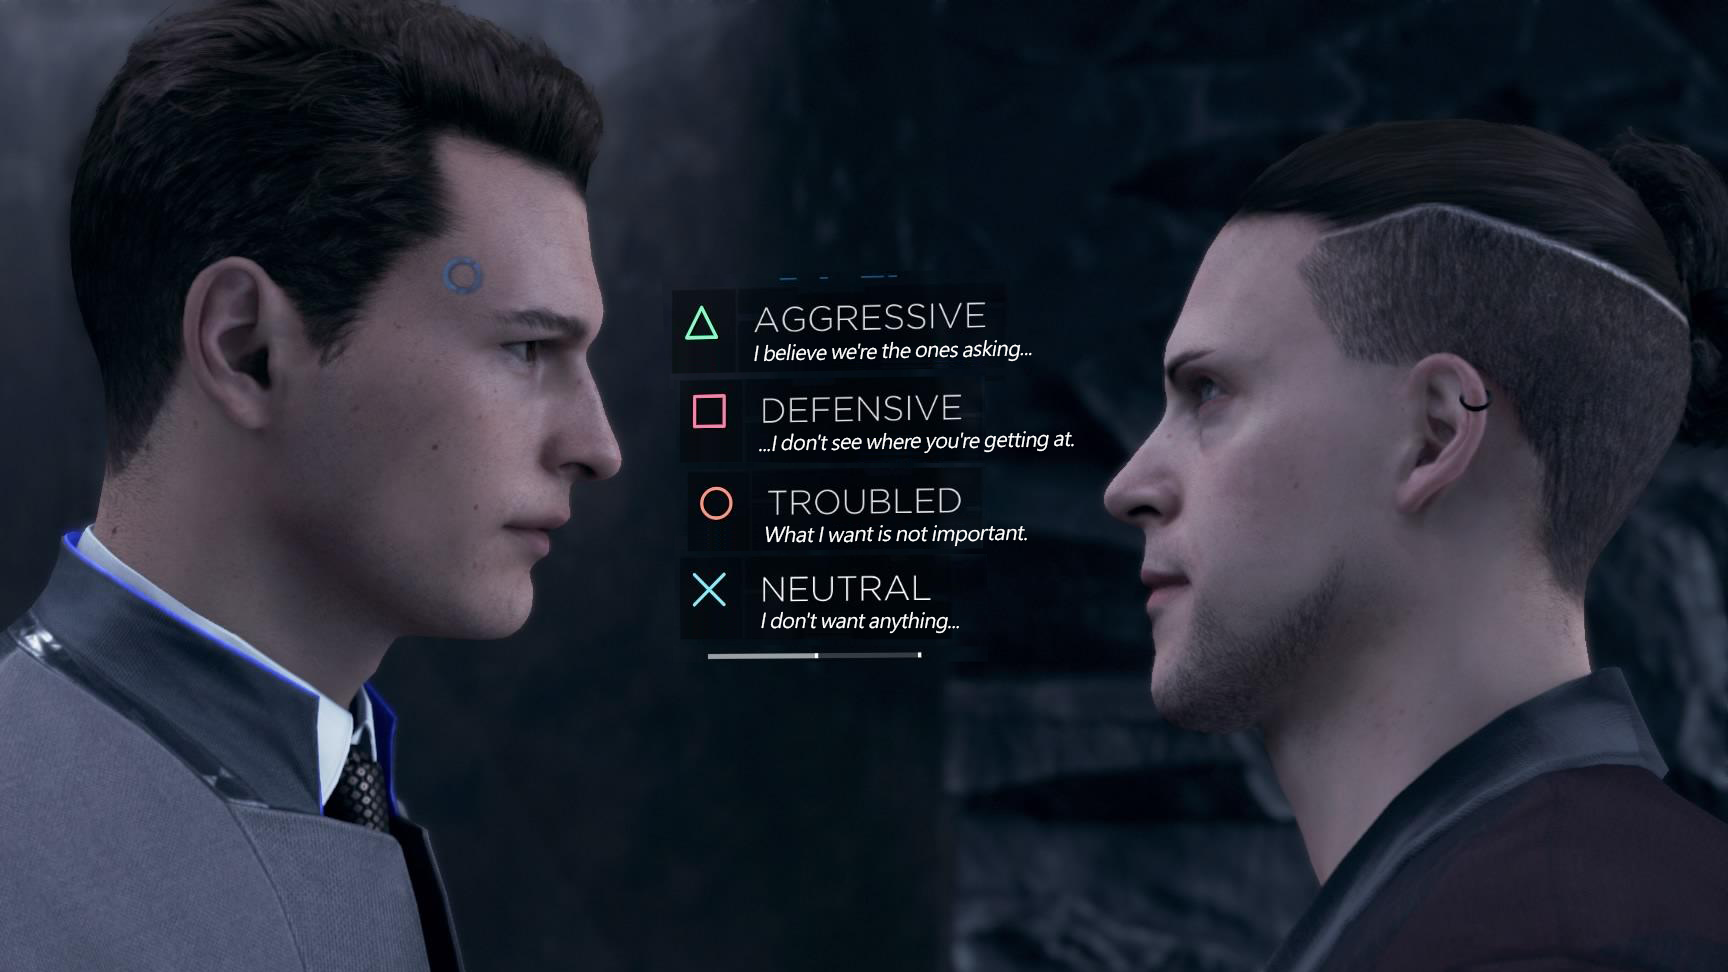 AGGRESSIVE
I believe we're the ones asking...
DEFENSIVE
...I don't see where you're getting at.
TROUBLED
What I want is not important.
NEUTRAL
I don't want anything...